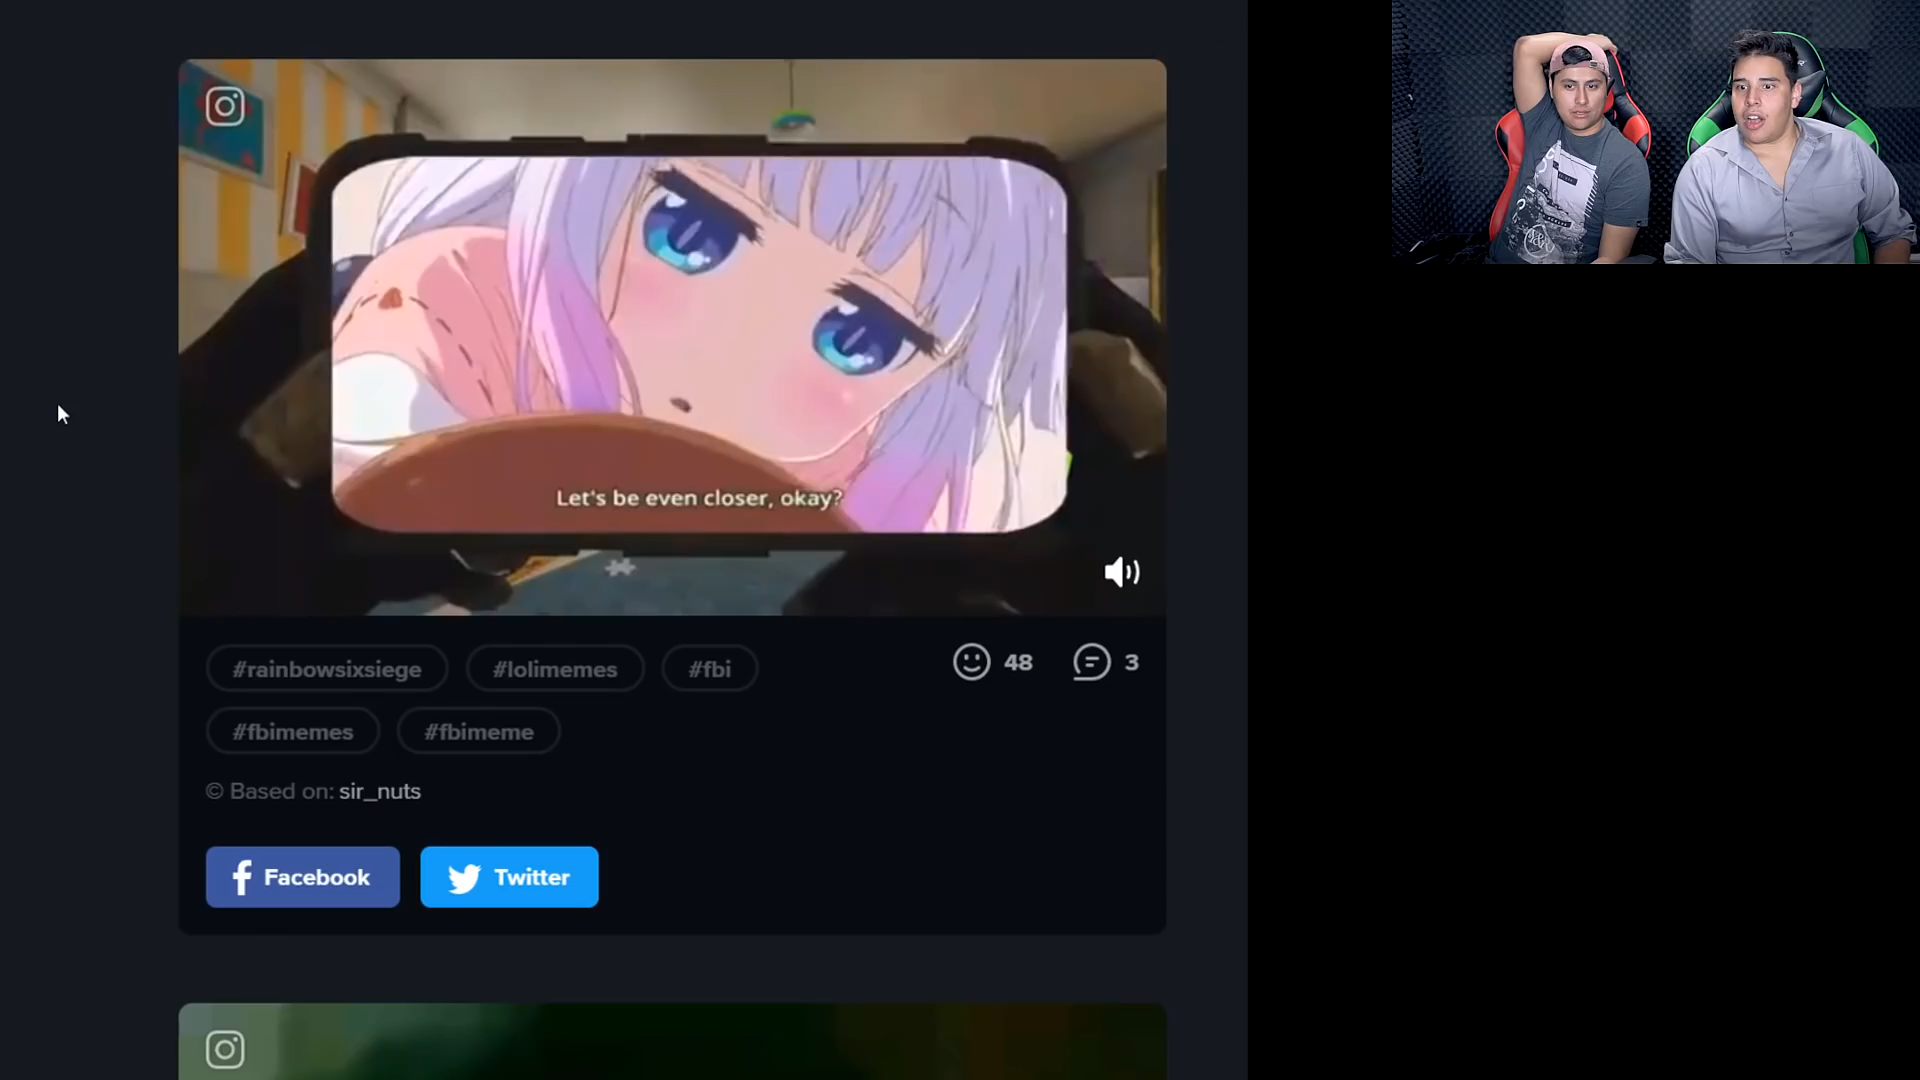 Let's be even closer, okay?
#rainbowsixsiege #lolimemes #fbi 48 3
#fbimemes #fbimeme
© Based on: sir_nuts
Facebook Twitter